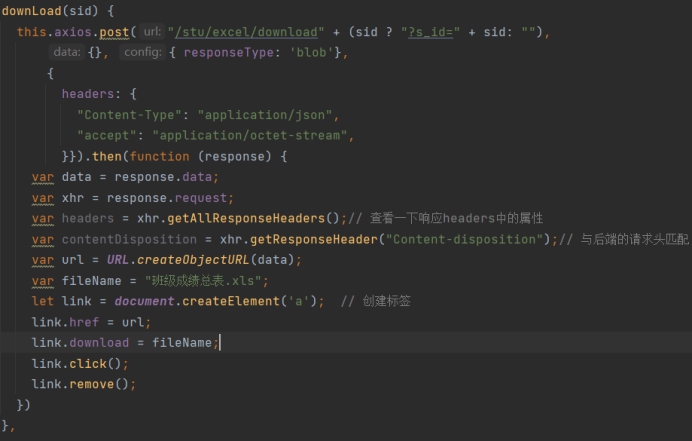 downLoad(sid) {
this.axios.post( url: "/stu/excel/download" + (sid ? "?s_id=" + sid: ""),
data: {}, config: { responseType: 'blob'},
{
headers: {
"Content-Type": "application/json",
"accept": "application/octet-stream",
}}).then(function (response) {
var data = response.data;
var xhr = response.request;
var headers = xhr.getAllResponseHeaders();// 查看一下响应headers中的属性
var contentDisposition = xhr.getResponseHeader("Content-disposition");// 与后端的请求头匹配
var url = URL.createObjectURL(data);
var fileName = "班级成绩总表.xls";
let link = document.createElement('a'); // 创建标签
link.href = url;
link.download = fileName;
link.click();
link.remove();
})
},